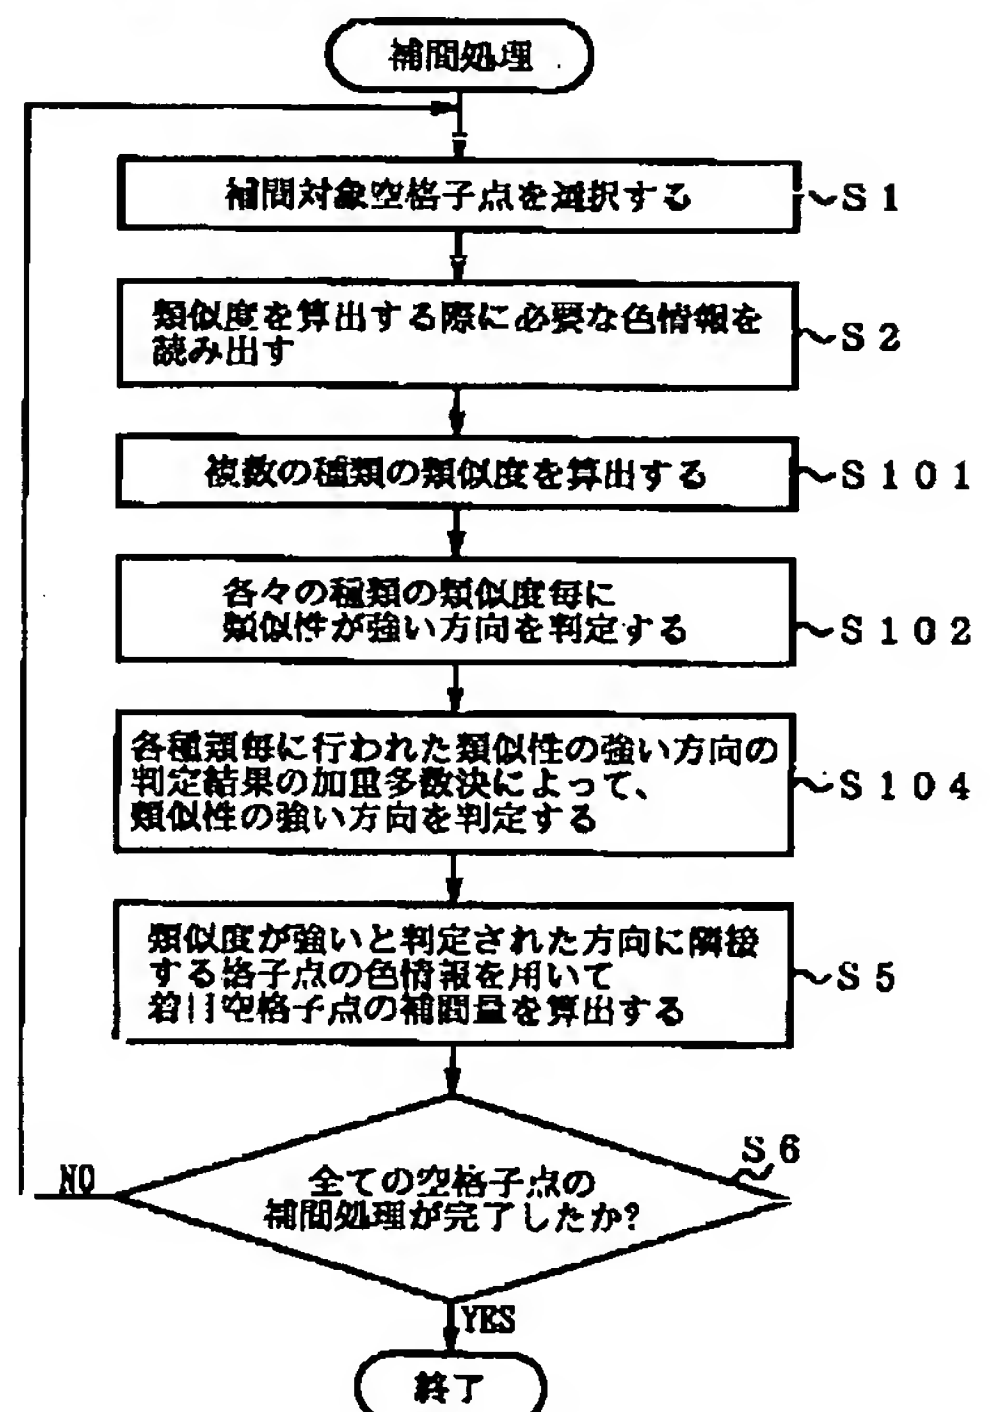 補間処理
補間対象空格子点を選択する
S1
類似度を算出する際に必要な色情報を
読み出す
S2
複数の種類の類似度を算出する
S101
各々の種類の類似度毎に
類似性が強い方向を判定する
S102
各種類毎に行われた類似性の強い方向の
判定結果の加重多数決によって、
類似性の強い方向を判定する
S104
類似度が強いと判定された方向に隣接
する格子点の色情報を用いて
着目空格子点の補間量を算出する
S5
S6
全ての空格子点の
補間処理が完了したか?
NO
YES
終了